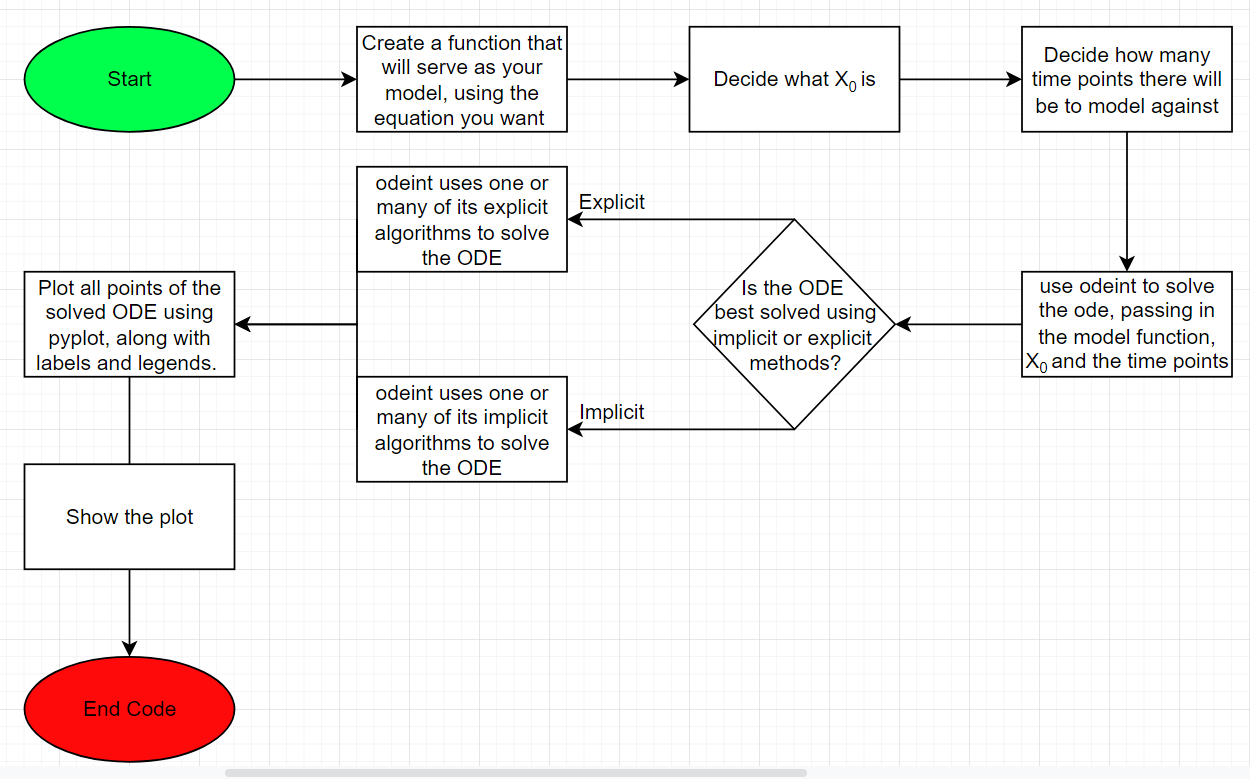 Start
Create a function that
will serve as your
model, using the
equation you want
Decide what X₀ is
Decide how many
time points there will
be to model against
use odeint to solve
the ode, passing in
the model function,
X₀ and the time points
Is the ODE
best solved using
implicit or explicit
methods?
Explicit
odeint uses one or
many of its explicit
algorithms to solve
the ODE
Implicit
odeint uses one or
many of its implicit
algorithms to solve
the ODE
Plot all points of the
solved ODE using
pyplot, along with
labels and legends.
Show the plot
End Code